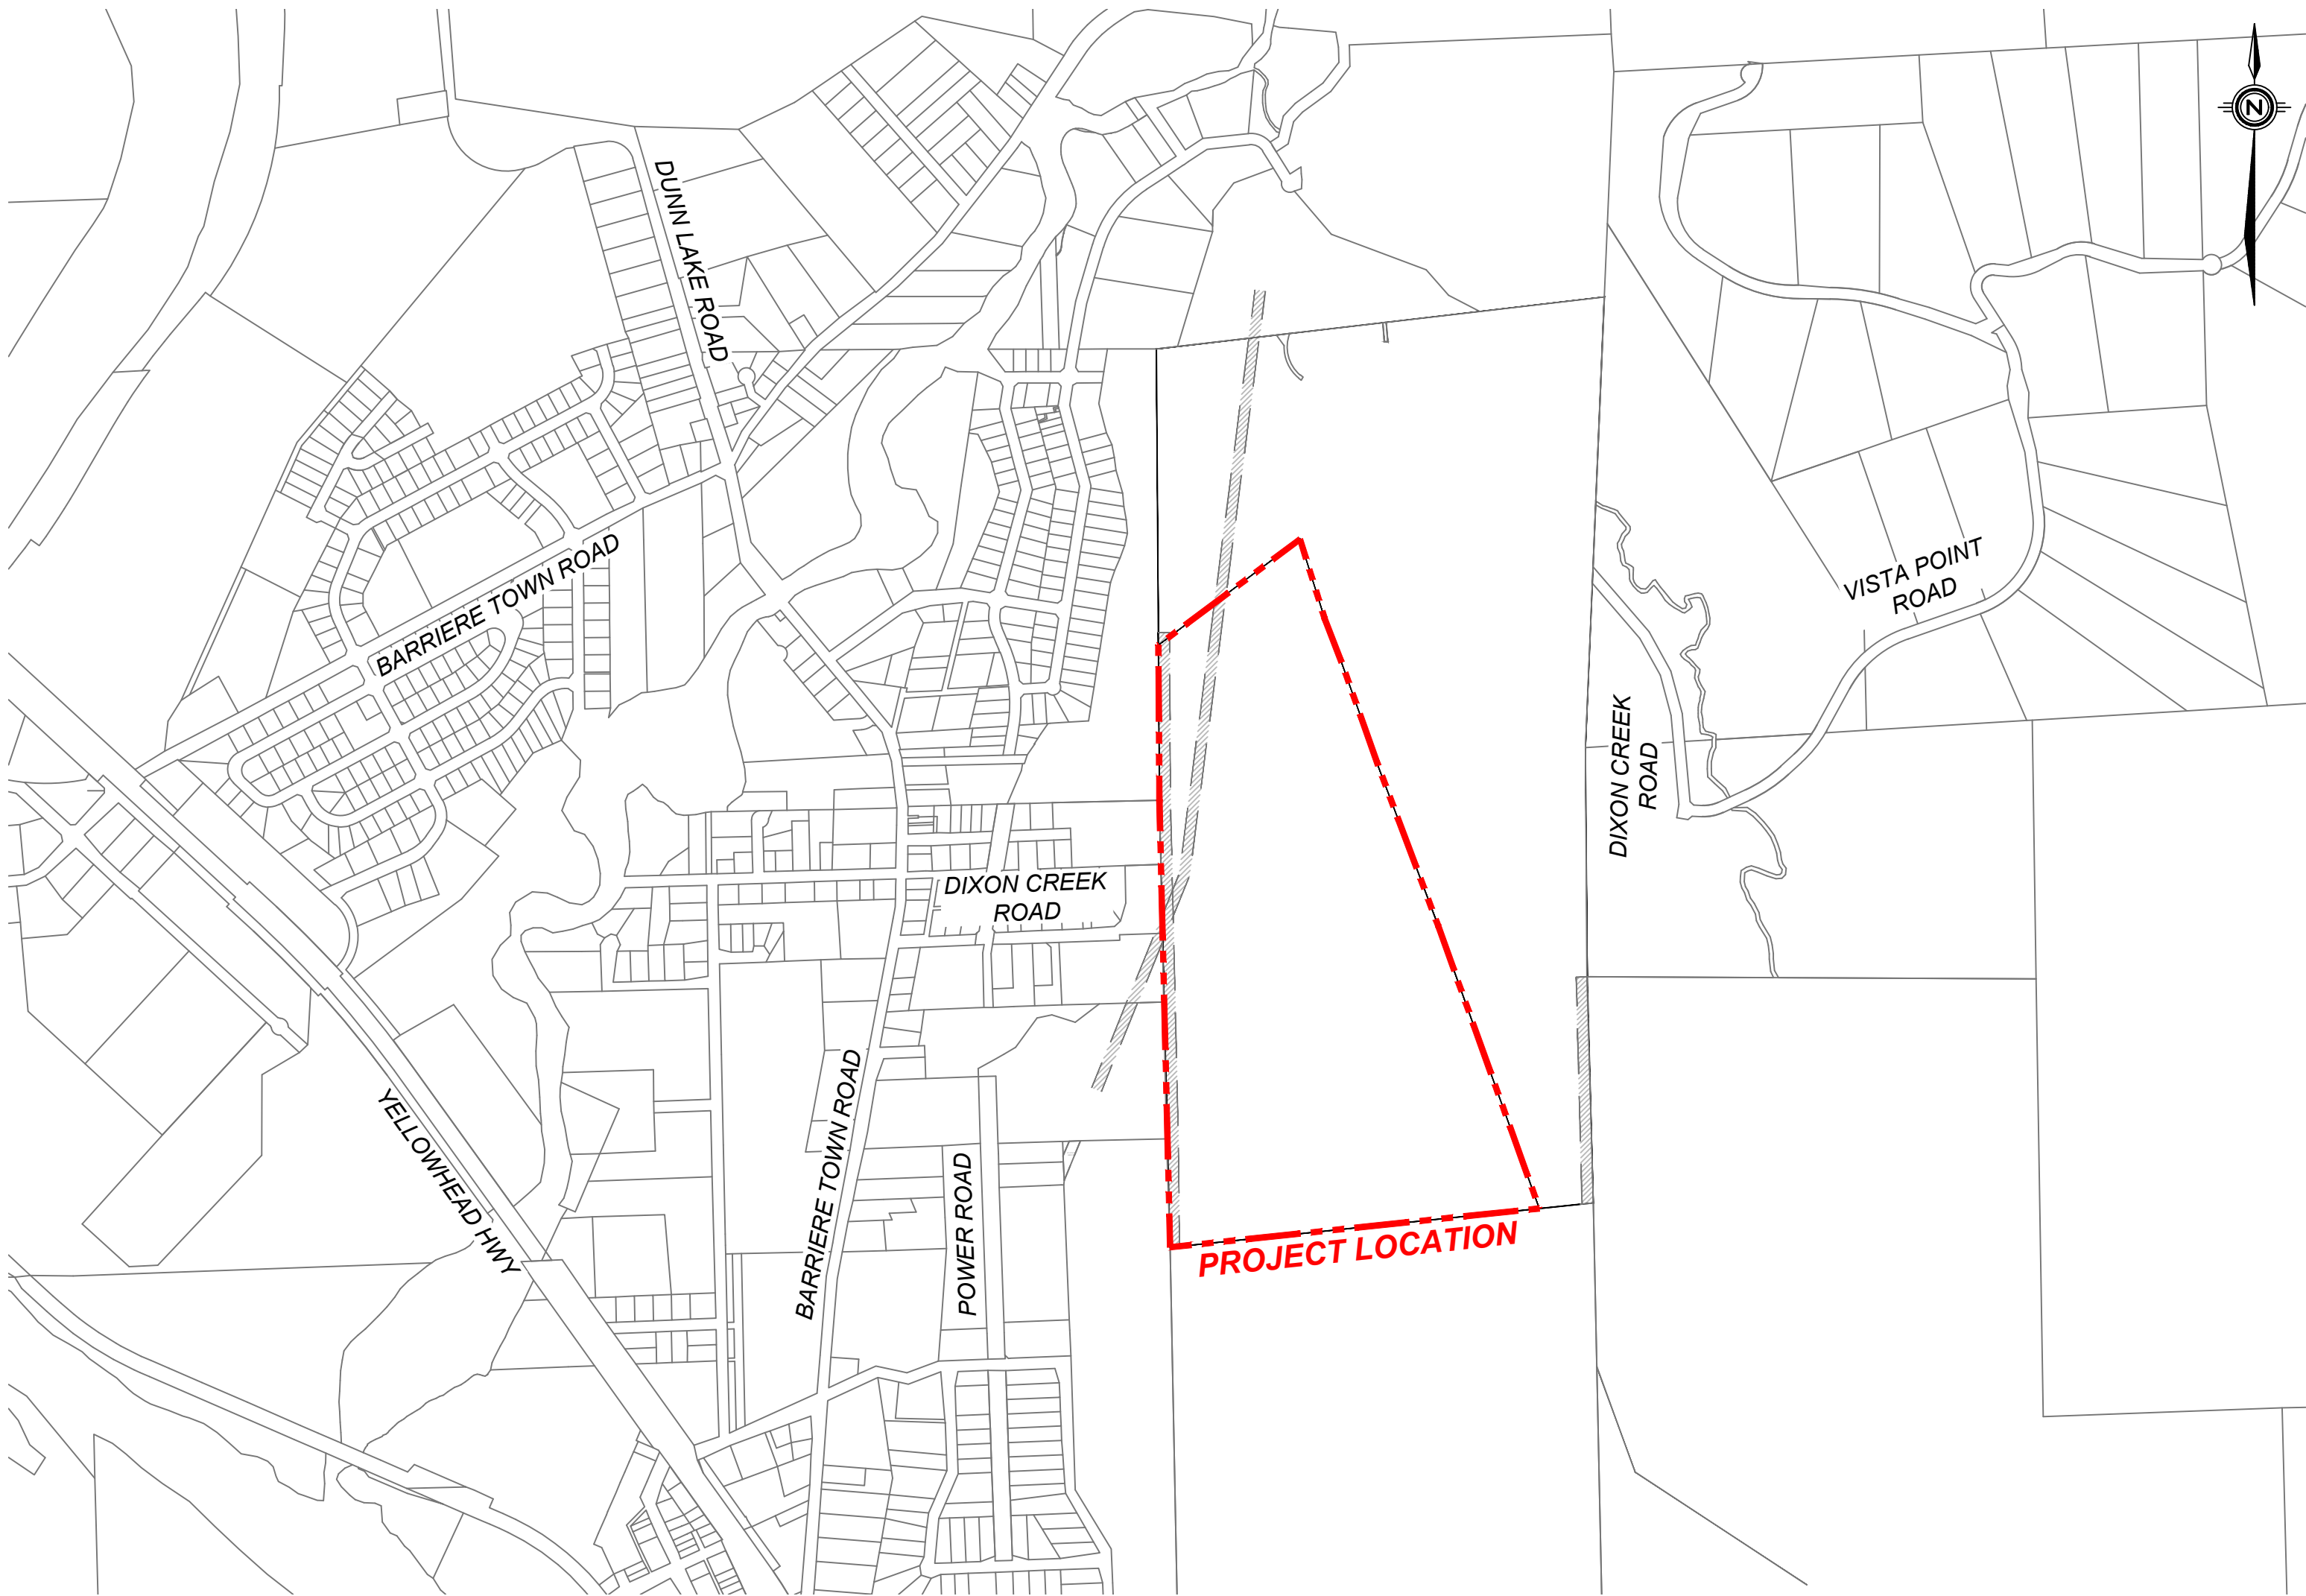 N
DUNN LAKE ROAD
BARRIERE TOWN ROAD
VISTA POINT
ROAD
DIXON CREEK
ROAD
DIXON CREEK
ROAD
YELLOWHEAD HWY
BARRIERE TOWN ROAD
POWER ROAD
PROJECT LOCATION